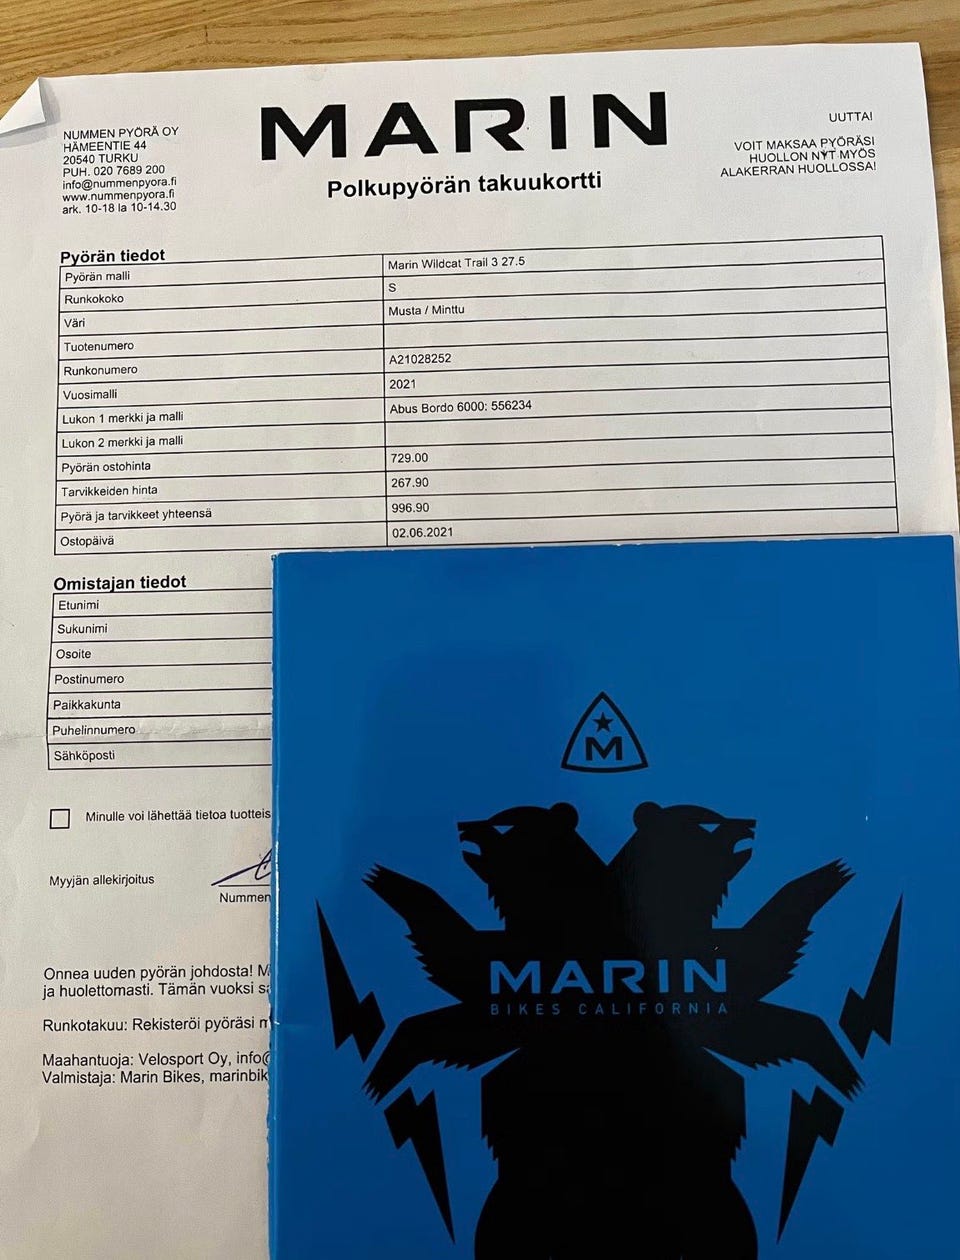 MARIN
Polkupyörän takuukortti
NUMMEN PYÖRÄ OY
HÄMEENTIE 44
20540 TURKU
PUH. 020 7689 200
info@nummenpyora.fi
www.nummenpyora.fi
ark. 10-18 la 10-14.30
UUTTA!
VOIT MAKSAA PYÖRÄSI
HUOLLON NYT MYÖS
ALAKERRAN HUOLLOSSA!
Pyörän tiedot
Pyörän malli Marin Wildcat Trail 3 27.5
Runkokoko S
Väri Musta / Minttu
Tuotenumero
Runkonumero A21028252
Vuosimalli 2021
Lukon 1 merkki ja malli Abus Bordo 6000: 556234
Lukon 2 merkki ja malli
Pyörän ostohinta 729.00
Tarvikkeiden hinta 267.90
Pyörä ja tarvikkeet yhteensä 996.90
Ostopäivä 02.06.2021
Omistajan tiedot
Etunimi
Sukunimi
Osoite
Postinumero
Paikkakunta
Puhelinnumero
Sähköposti
Minulle voi lähettää tietoa tuotteis
Myyjän allekirjoitus
Nummen
Onnea uuden pyörän johdosta! M
ja huolettomasti. Tämän vuoksi sa
Runkotakuu: Rekisteröi pyöräsi m
Maahantuoja: Velosport Oy, info@
Valmistaja: Marin Bikes, marinbik
M
MARIN
BIKES CALIFORNIA